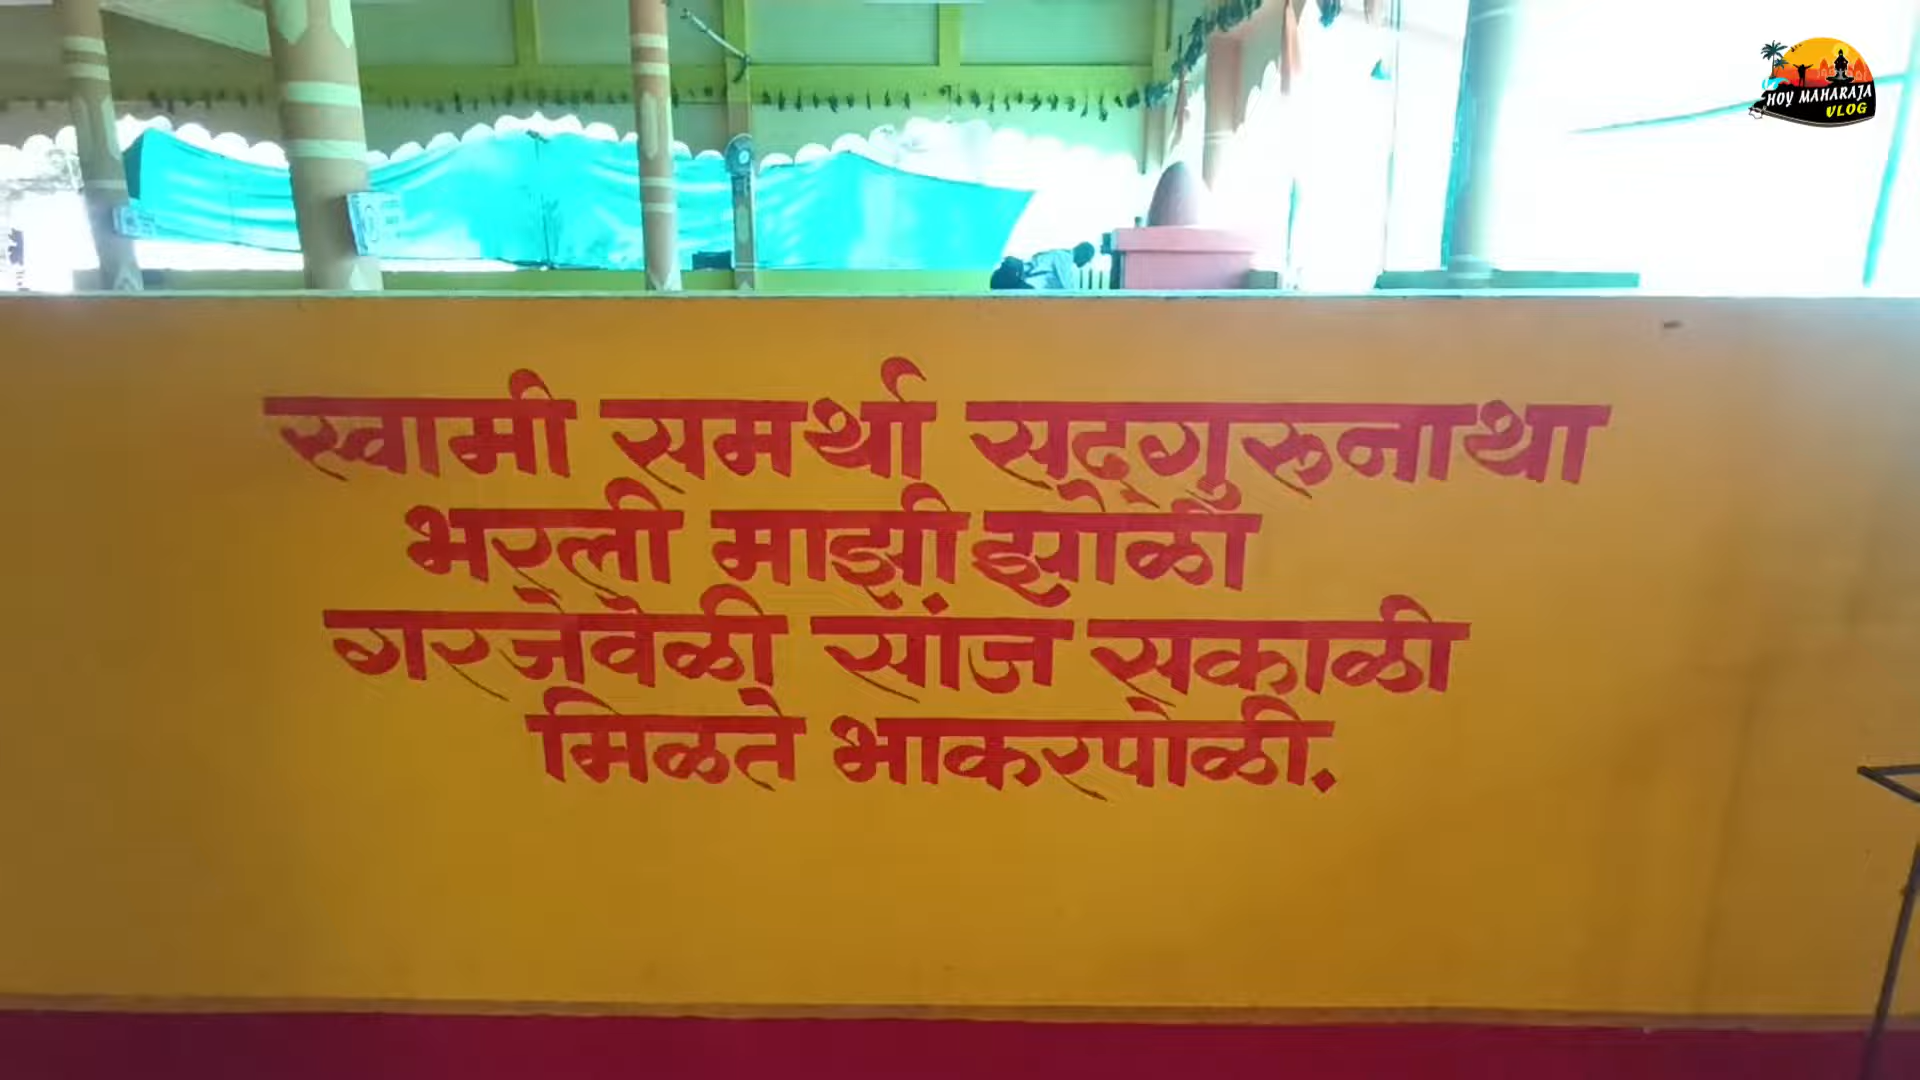 स्वामी समर्था सद्गुरुनाथा
भरली माझी झोळी
गरजेवेळी सांज सकाळी
मिळते भाकरपोळी.
HOY MAHARAJA
VLOG